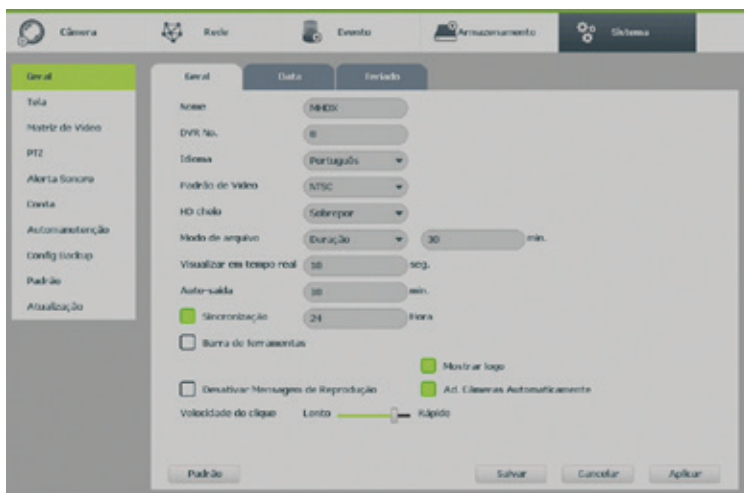 Câmera Rede Evento Armazenamento Sistema
Geral
Tela
Matriz de Vídeo
PTZ
Alerta Sonoro
Conta
Automanutenção
Config Backup
Padrão
Atualização
Geral Data Feriado
Nome MHDX
DVR No. 8
Idioma Português
Padrão de Vídeo NTSC
HD cheio Sobrepor
Modo de arquivo Duração 30 min.
Visualizar em tempo real 10 seg.
Auto-saída 10 min.
Sincronização 24 Hora
Barra de ferramentas
Mostrar logo
Desativar Mensagem de Reprodução Ad. Câmeras Automaticamente
Velocidade do clique Lento Rápido
Padrão Salvar Cancelar Aplicar